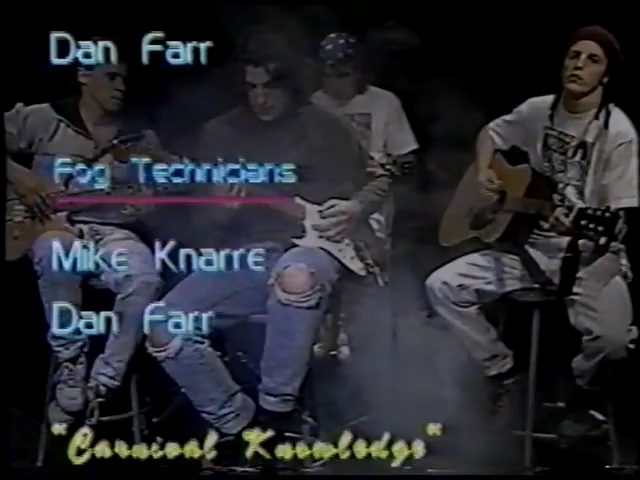 Dan Farr
Fog Technicians
Mike Knarre
Dan Farr
"Carnival Knowledge"